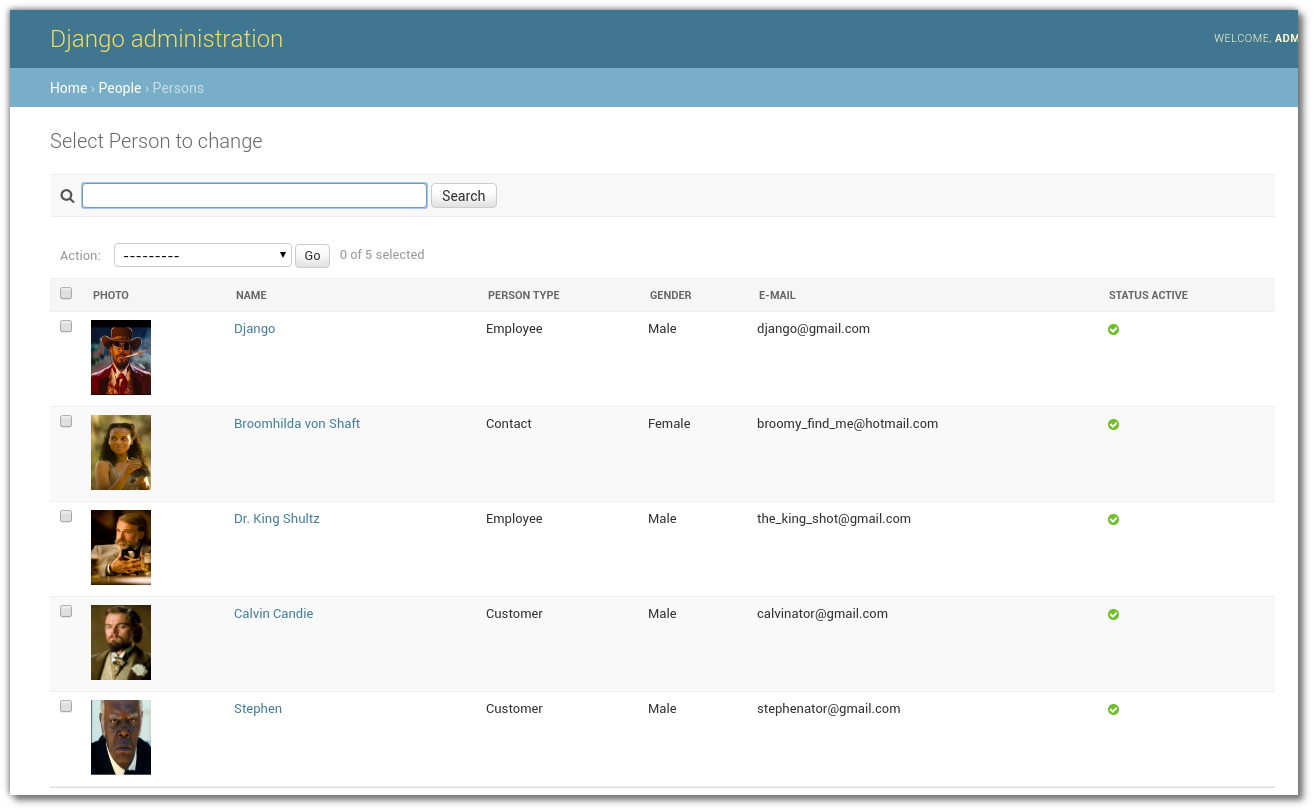 Django administration
WELCOME, ADM
Home › People › Persons
Select Person to change
Search
Action: --------- Go 0 of 5 selected
PHOTO NAME PERSON TYPE GENDER E-MAIL STATUS ACTIVE
Django Employee Male django@gmail.com
Broomhilda von Shaft Contact Female broomy_find_me@hotmail.com
Dr. King Shultz Employee Male the_king_shot@gmail.com
Calvin Candie Customer Male calvinator@gmail.com
Stephen Customer Male stephenator@gmail.com